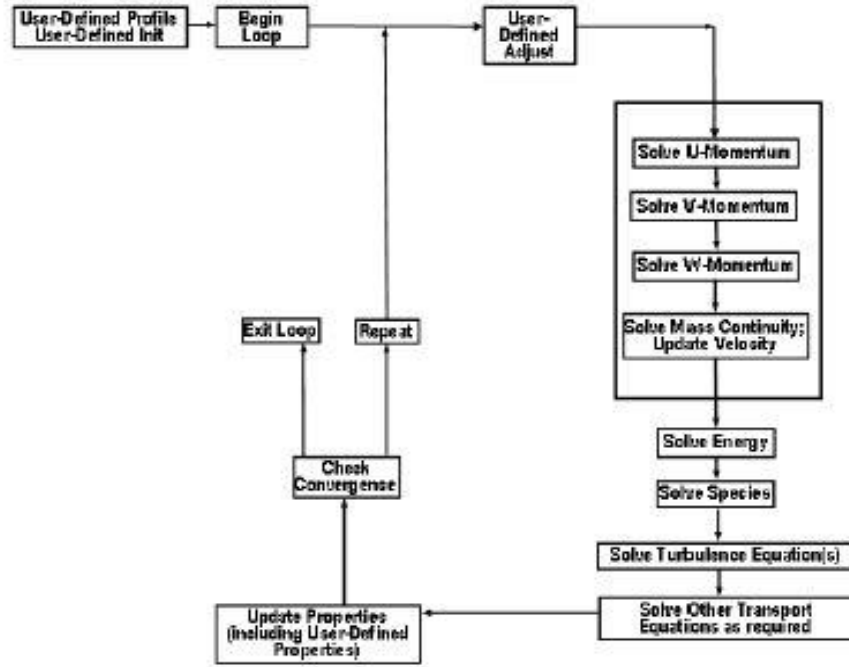 User-Defined Profile
User-Defined Init
Begin
Loop
User-
Defined
Adjust
Solve U-Momentum
Solve V-Momentum
Solve W-Momentum
Solve Mass Continuity;
Update Velocity
Exit Loop
Repeat
Solve Energy
Check
Convergence
Solve Species
Solve Turbulence Equation(s)
Update Properties
(including User-Defined
Properties)
Solve Other Transport
Equations as required